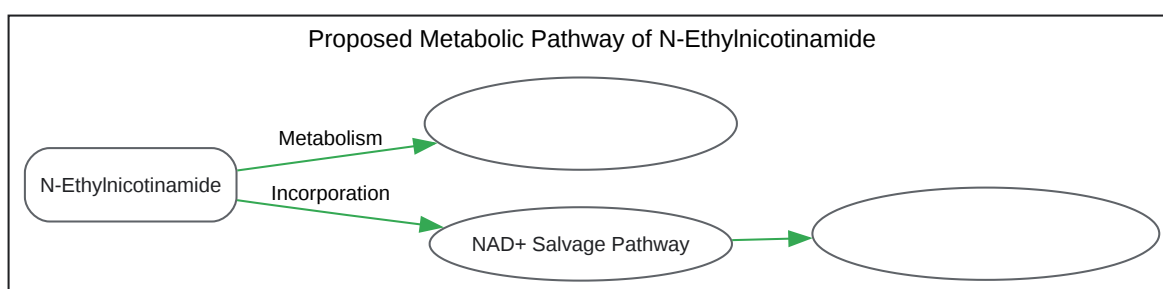 Proposed Metabolic Pathway of N-Ethylnicotinamide
Metabolism
N-Ethylnicotinamide
Incorporation
NAD+ Salvage Pathway